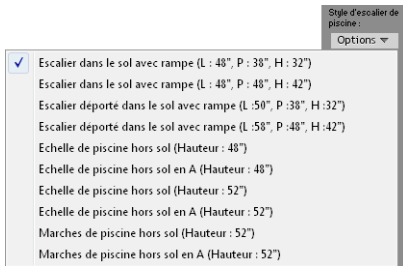 Style d'escalier de
piscine :
Options
Escalier dans le sol avec rampe (L : 48", P : 38", H : 32")
Escalier dans le sol avec rampe (L : 48", P : 48", H : 42")
Escalier déporté dans le sol avec rampe (L :50", P :38", H :32")
Escalier déporté dans le sol avec rampe (L :58", P :48", H :42")
Echelle de piscine hors sol (Hauteur : 48")
Echelle de piscine hors sol en A (Hauteur : 48")
Echelle de piscine hors sol (Hauteur : 52")
Echelle de piscine hors sol en A (Hauteur : 52")
Marches de piscine hors sol (Hauteur : 52")
Marches de piscine hors sol en A (Hauteur : 52")